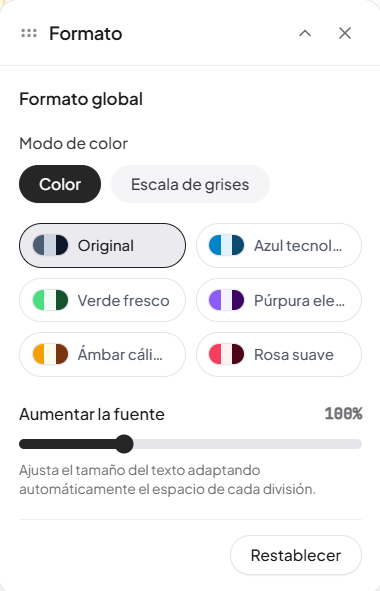 Formato
Formato global
Modo de color
Color
Escala de grises
Original
Azul tecnol...
Verde fresco
Púrpura ele...
Ámbar cáli...
Rosa suave
Aumentar la fuente
100%
Ajusta el tamaño del texto adaptando
automáticamente el espacio de cada división.
Restablecer